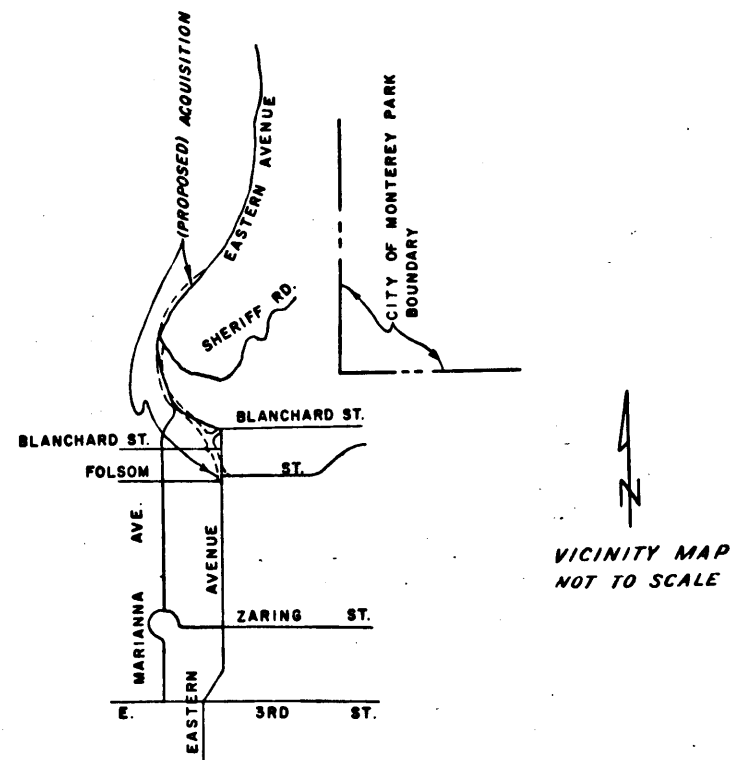 (PROPOSED) ACQUISITION
EASTERN AVENUE
CITY OF MONTEREY PARK
BOUNDARY
SHERIFF RD.
BLANCHARD ST.
BLANCHARD ST.
FOLSOM ST.
MARIANNA AVE.
EASTERN AVENUE
ZARING ST.
E. 3RD ST.
N
VICINITY MAP
NOT TO SCALE